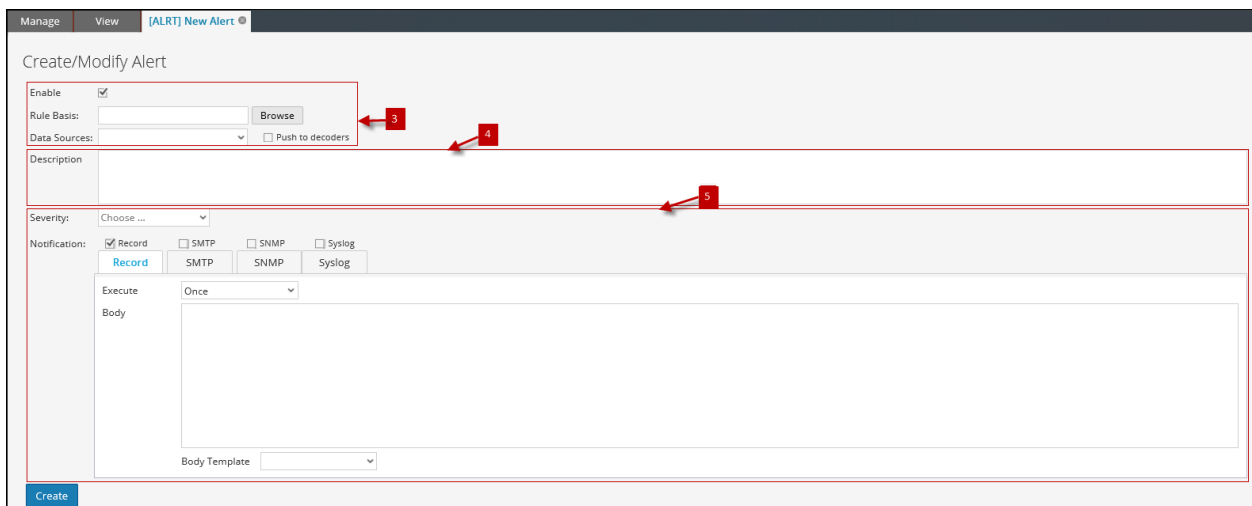 Manage View [ALRT] New Alert
Create/Modify Alert
Enable
Rule Basis: Browse
3
Data Sources: Push to decoders
4
Description
5
Severity: Choose ...
Notification: Record SMTP SNMP Syslog
Record SMTP SNMP Syslog
Execute Once
Body
Body Template
Create